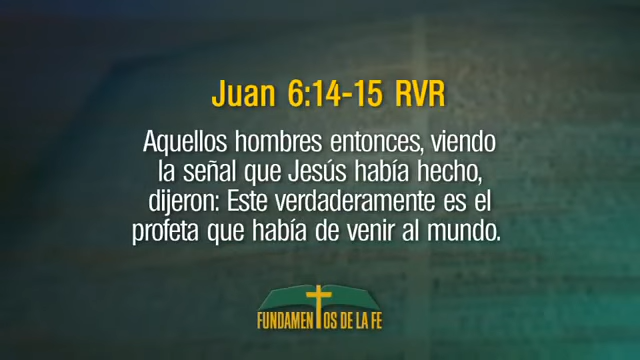 Juan 6:14-15 RVR
Aquellos hombres entonces, viendo
la señal que Jesús había hecho,
dijeron: Este verdaderamente es el
profeta que había de venir al mundo.
FUNDAMENTOS DE LA FE